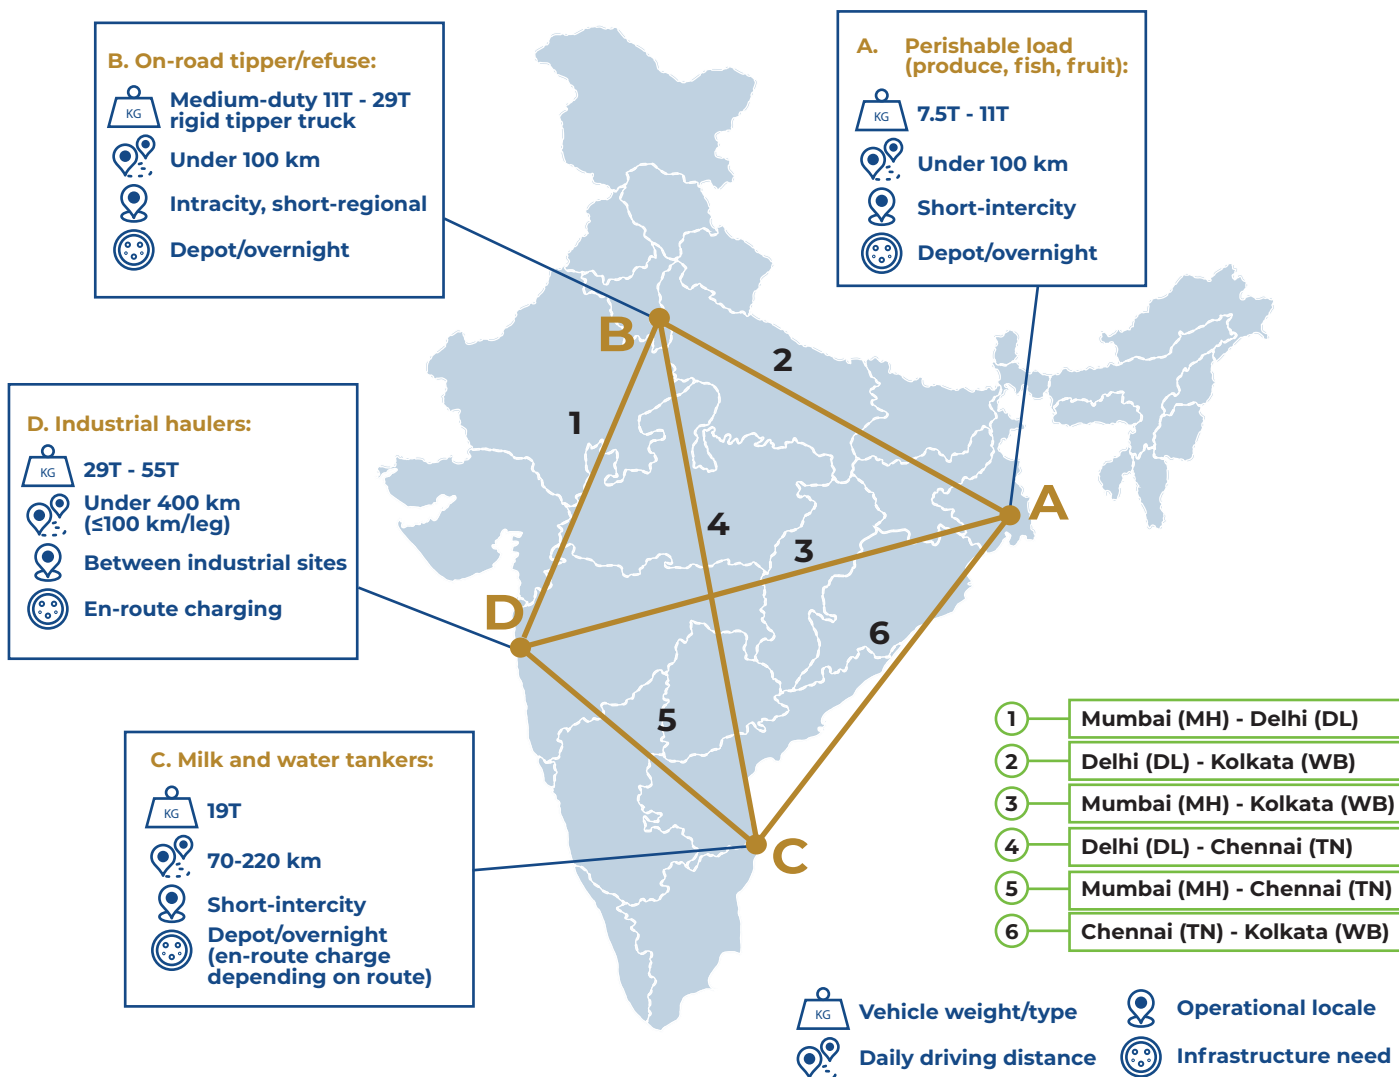 B. On-road tipper/refuse:
KG
Medium-duty 11T - 29T
rigid tipper truck
Under 100 km
Intracity, short-regional
Depot/overnight
A. Perishable load
(produce, fish, fruit):
KG
7.5T - 11T
Under 100 km
Short-intercity
Depot/overnight
D. Industrial haulers:
KG
29T - 55T
Under 400 km
(≤100 km/leg)
Between industrial sites
En-route charging
C. Milk and water tankers:
KG
19T
70-220 km
Short-intercity
Depot/overnight
(en-route charge
depending on route)
B
2
1
A
4
3
D
6
5
C
1 Mumbai (MH) - Delhi (DL)
2 Delhi (DL) - Kolkata (WB)
3 Mumbai (MH) - Kolkata (WB)
4 Delhi (DL) - Chennai (TN)
5 Mumbai (MH) - Chennai (TN)
6 Chennai (TN) - Kolkata (WB)
KG
Vehicle weight/type
Operational locale
Daily driving distance
Infrastructure need